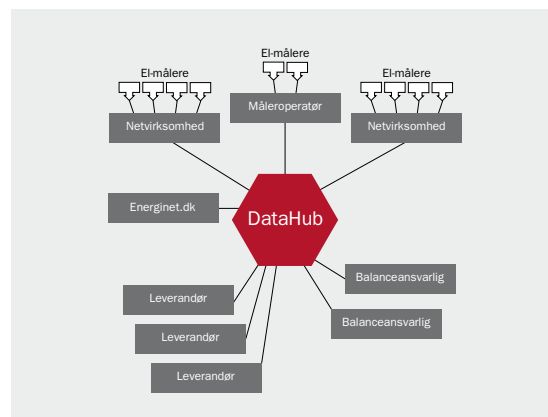 El-målere
El-målere
El-målere
Måleroperatør
Netvirksomhed
Netvirksomhed
Energinet.dk
DataHub
Balanceansvarlig
Leverandør
Balanceansvarlig
Leverandør
Leverandør